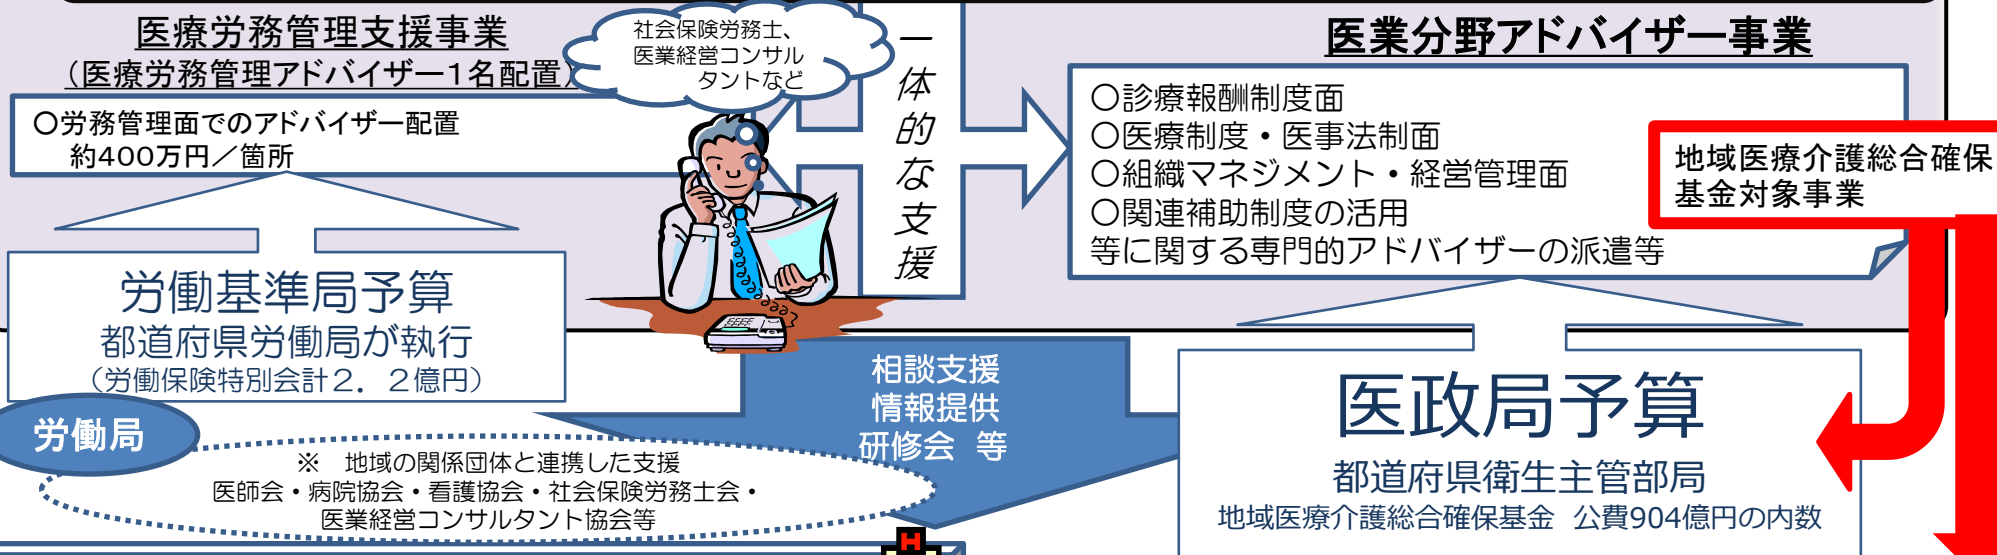 医療労務管理支援事業
（医療労務管理アドバイザー１名配置）
社会保険労務士、
医業経営コンサル
タントなど
〇労務管理面でのアドバイザー配置
約４００万円／箇所
一体的な支援
医業分野アドバイザー事業
〇診療報酬制度面
〇医療制度・医事法制面
〇組織マネジメント・経営管理面
〇関連補助制度の活用
等に関する専門的アドバイザーの派遣等
地域医療介護総合確保
基金対象事業
労働基準局予算
都道府県労働局が執行
（労働保険特別会計２．２億円）
労働局
相談支援
情報提供
研修会 等
※　地域の関係団体と連携した支援
医師会・病院協会・看護協会・社会保険労務士会・
医業経営コンサルタント協会等
医政局予算
都道府県衛生主管部局
地域医療介護総合確保基金 公費904億円の内数
H